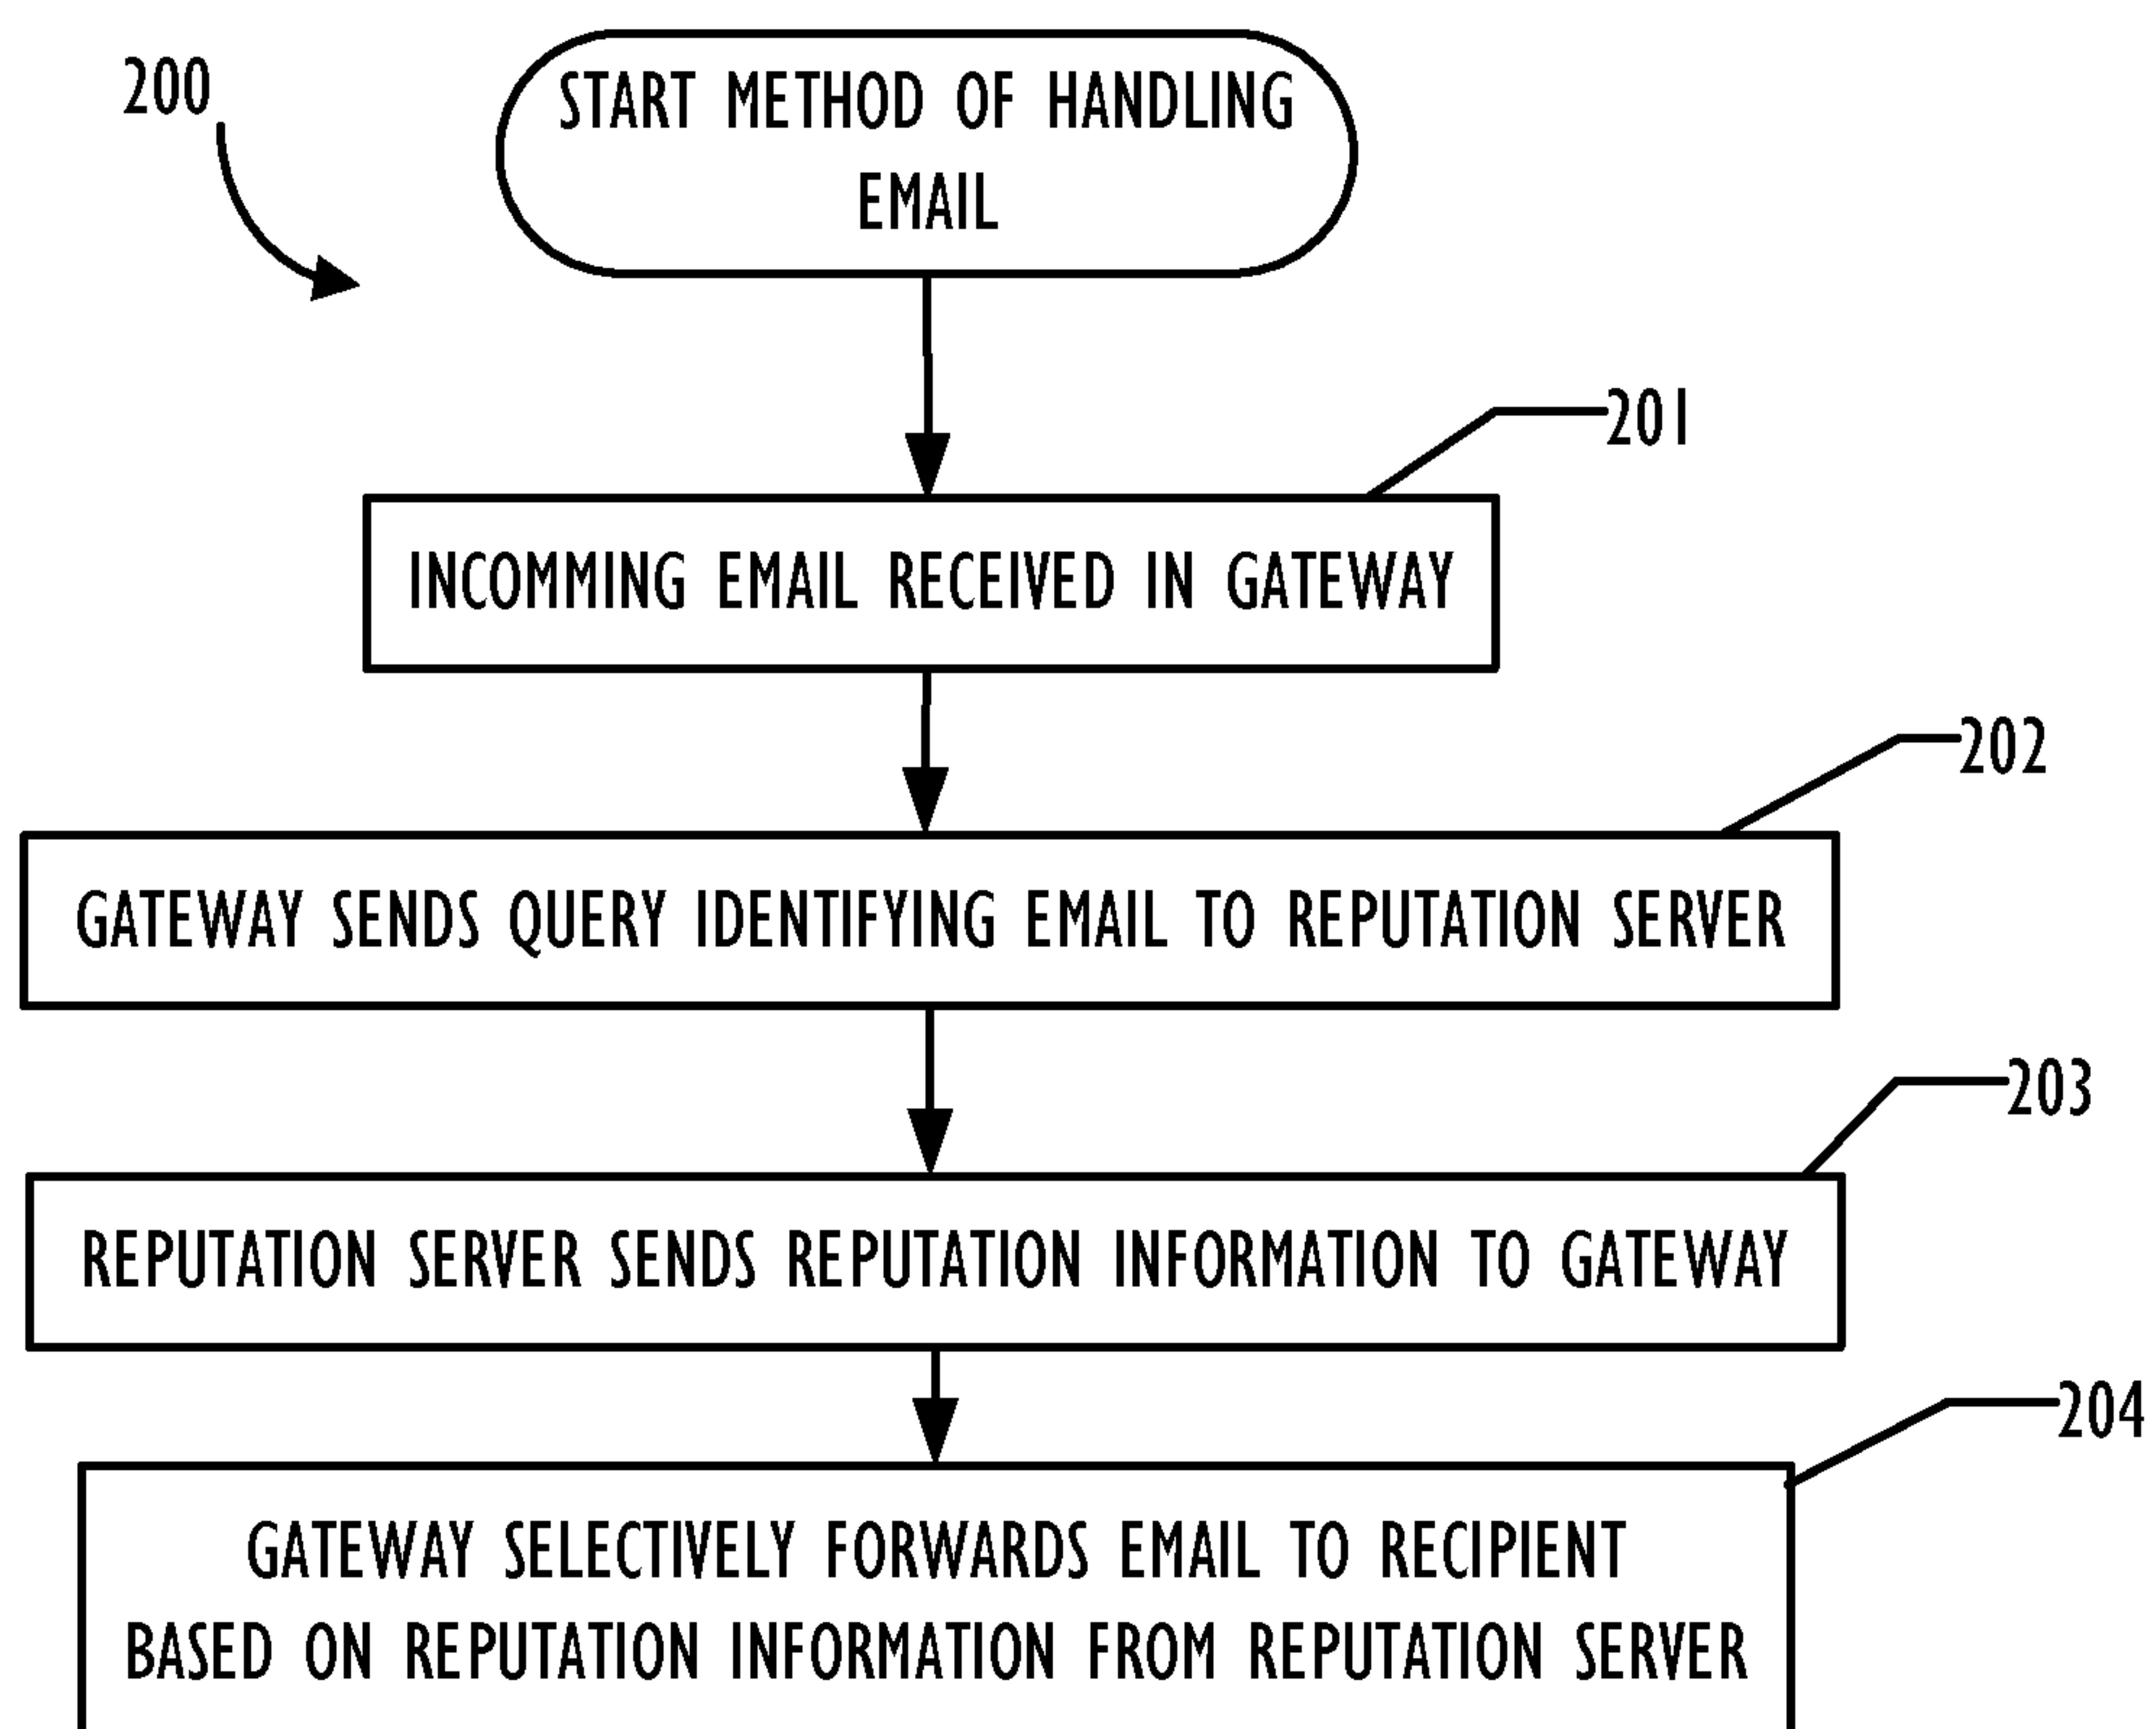 200
START METHOD OF HANDLING
EMAIL
201
INCOMMING EMAIL RECEIVED IN GATEWAY
202
GATEWAY SENDS QUERY IDENTIFYING EMAIL TO REPUTATION SERVER
203
REPUTATION SERVER SENDS REPUTATION INFORMATION TO GATEWAY
204
GATEWAY SELECTIVELY FORWARDS EMAIL TO RECIPIENT
BASED ON REPUTATION INFORMATION FROM REPUTATION SERVER